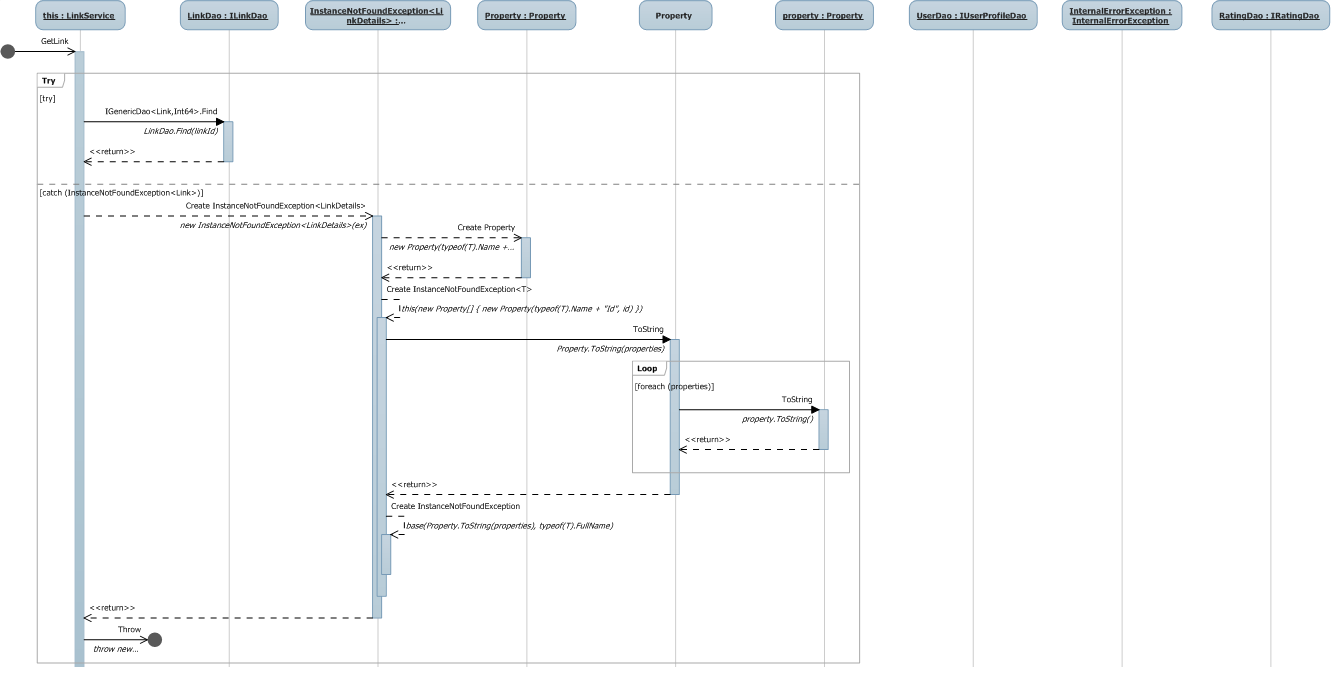 this : LinkService
LinkDao : ILinkDao
InstanceNotFoundException<Li
nkDetails> :...
Property : Property
Property
property : Property
UserDao : IUserProfileDao
InternalErrorException :
InternalErrorException
RatingDao : IRatingDao
GetLink
Try
[try]
IGenericDao<Link,Int64>.Find
LinkDao.Find(linkId)
<<return>>
[catch (InstanceNotFoundException<Link>)]
Create InstanceNotFoundException<LinkDetails>
new InstanceNotFoundException<LinkDetails>(ex)
Create Property
new Property(typeof(T).Name +...
<<return>>
Create InstanceNotFoundException<T>
this(new Property[] { new Property(typeof(T).Name + "Id", id) })
ToString
Property.ToString(properties)
Loop
[foreach (properties)]
ToString
property.ToString()
<<return>>
<<return>>
Create InstanceNotFoundException
base(Property.ToString(properties), typeof(T).FullName)
<<return>>
Throw
throw new...